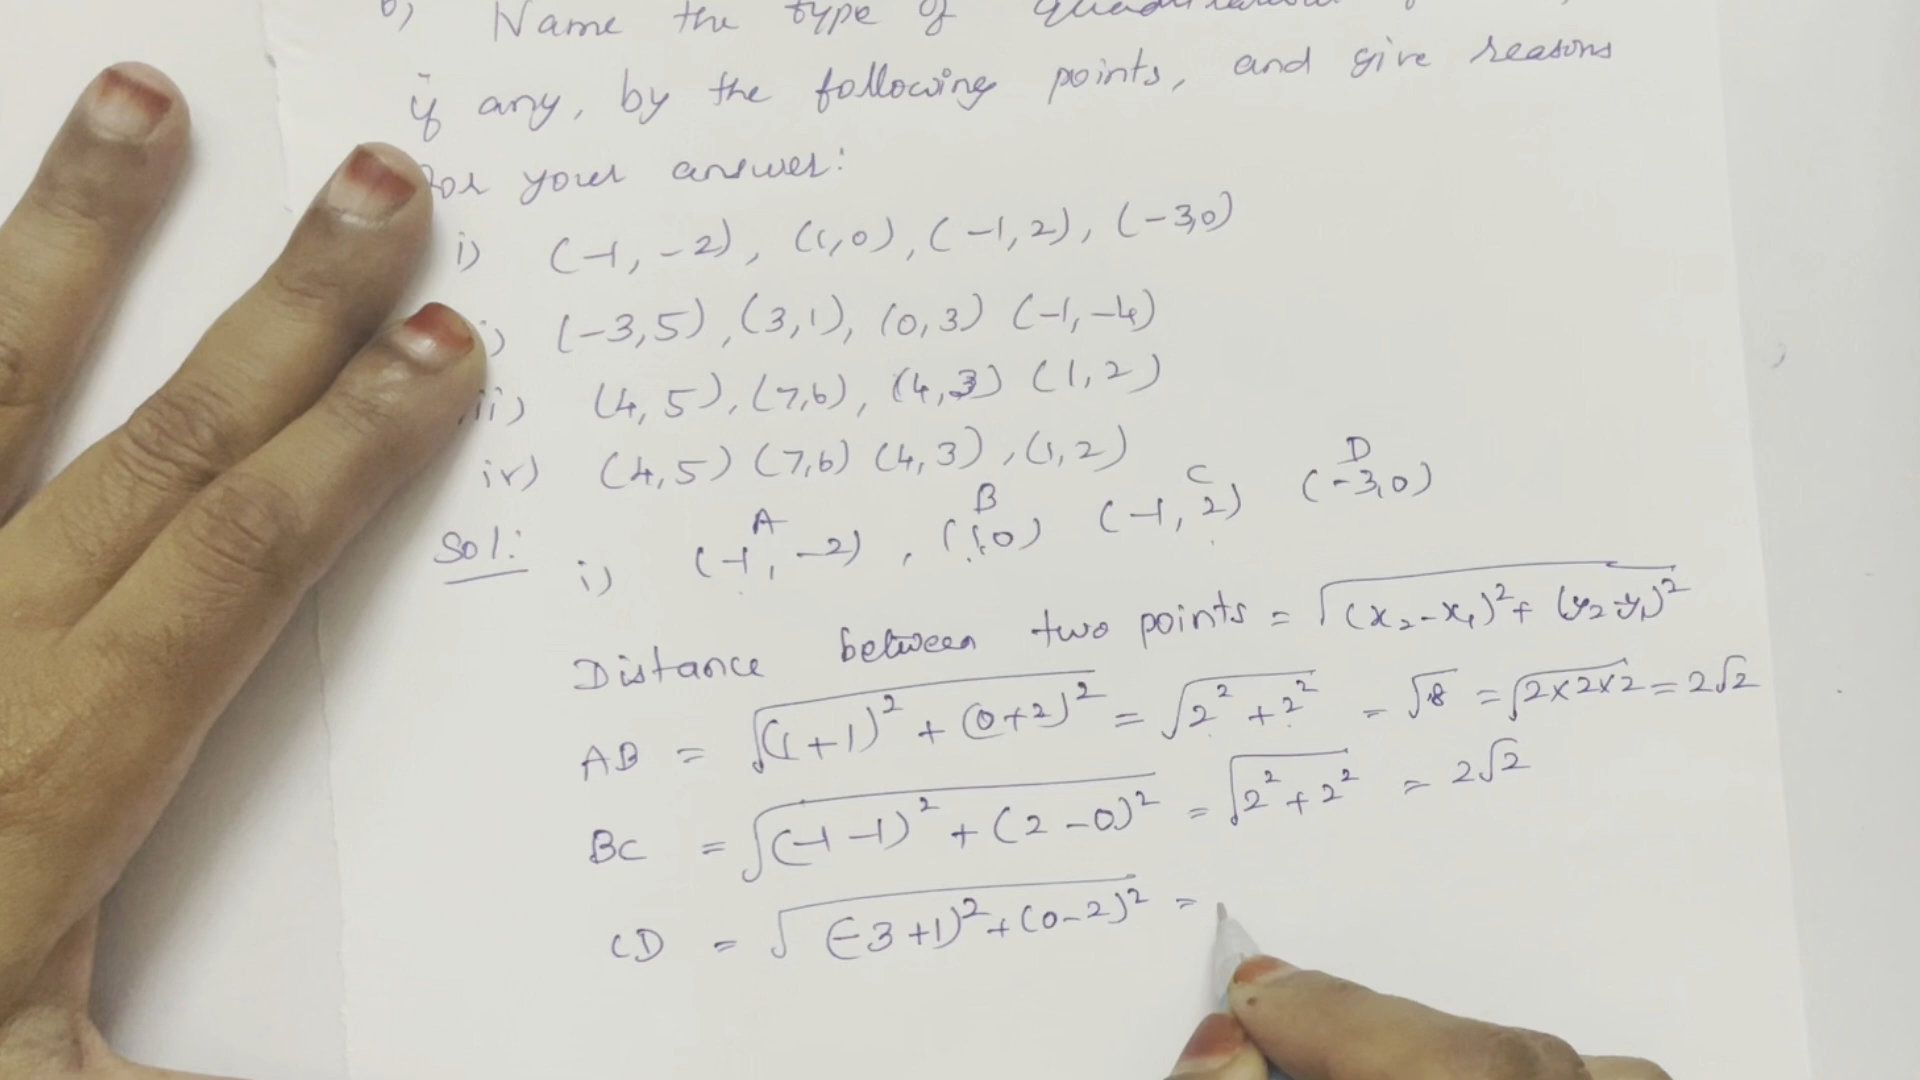 Name the type of
if any, by the following points, and give reasons
for your answer:
i) (-1, -2), (1,0), (-1,2), (-3,0)
i) (-3,5), (3,1), (0,3) (-1,-4)
iii) (4,5), (7,6), (4,3) (1,2)
iv) (4,5) (7,6) (4,3), (1,2)
A B C D
Sol: i) (-1, -2), (1,0) (-1,2) (-3,0)
Distance between two points = √(x₂-x₁)²+(y₂-y₁)²
AB = √(1+1)²+(0+2)² = √2²+2² = √8 = √2×2×2 = 2√2
BC = √(-1-1)²+(2-0)² = √2²+2² = 2√2
CD = √(-3+1)²+(0-2)² =